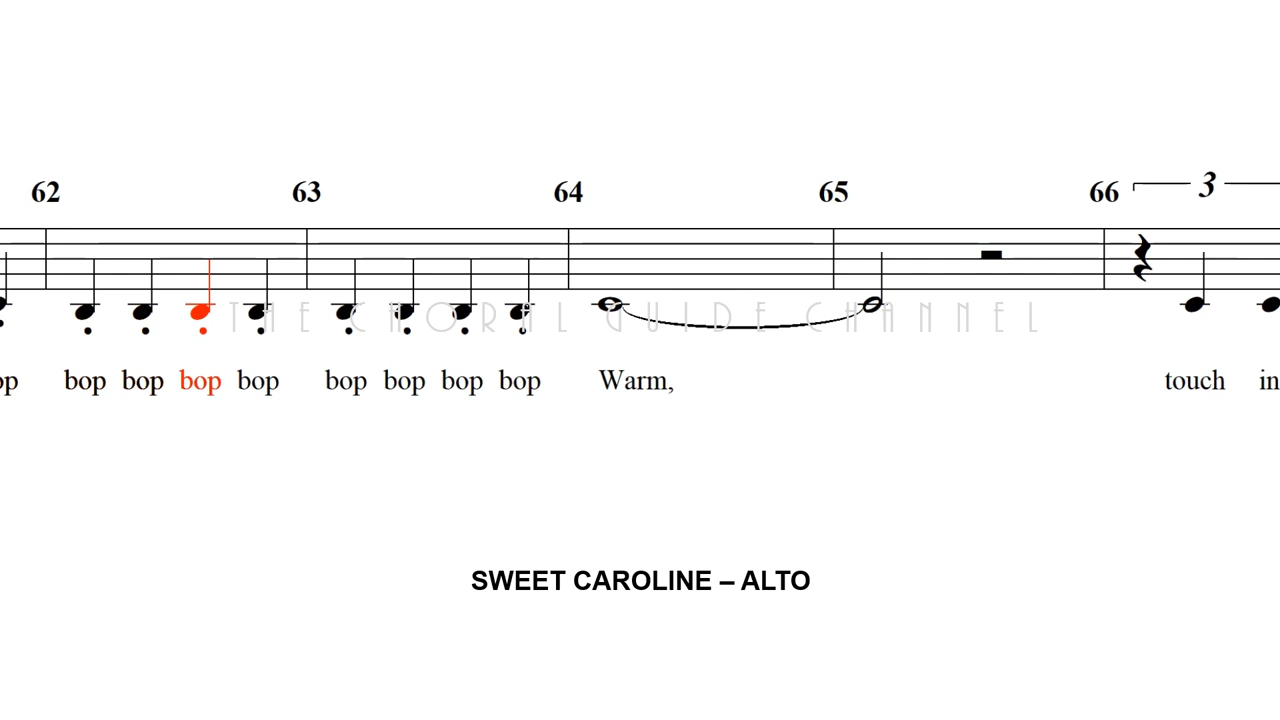 62 63 64 65 66 3
THE CHORAL GUIDE CHANNEL
bop bop bop bop bop bop bop bop Warm, touch in
SWEET CAROLINE – ALTO